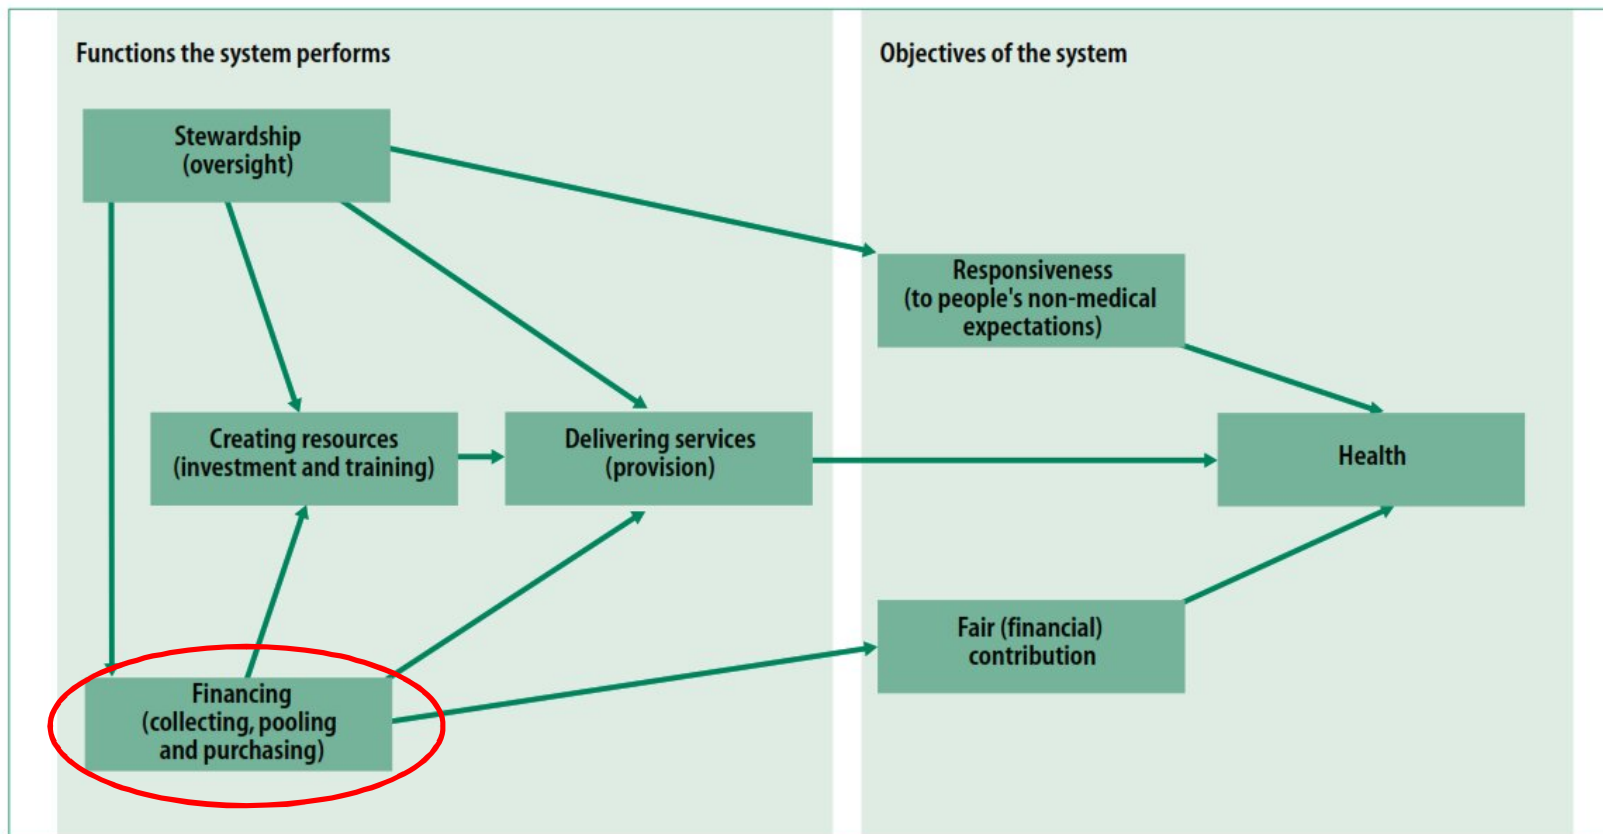 Functions the system performs
Objectives of the system
Stewardship
(oversight)
Responsiveness
(to people's non-medical
expectations)
Creating resources
(investment and training)
Delivering services
(provision)
Health
Fair (financial)
contribution
Financing
(collecting, pooling
and purchasing)